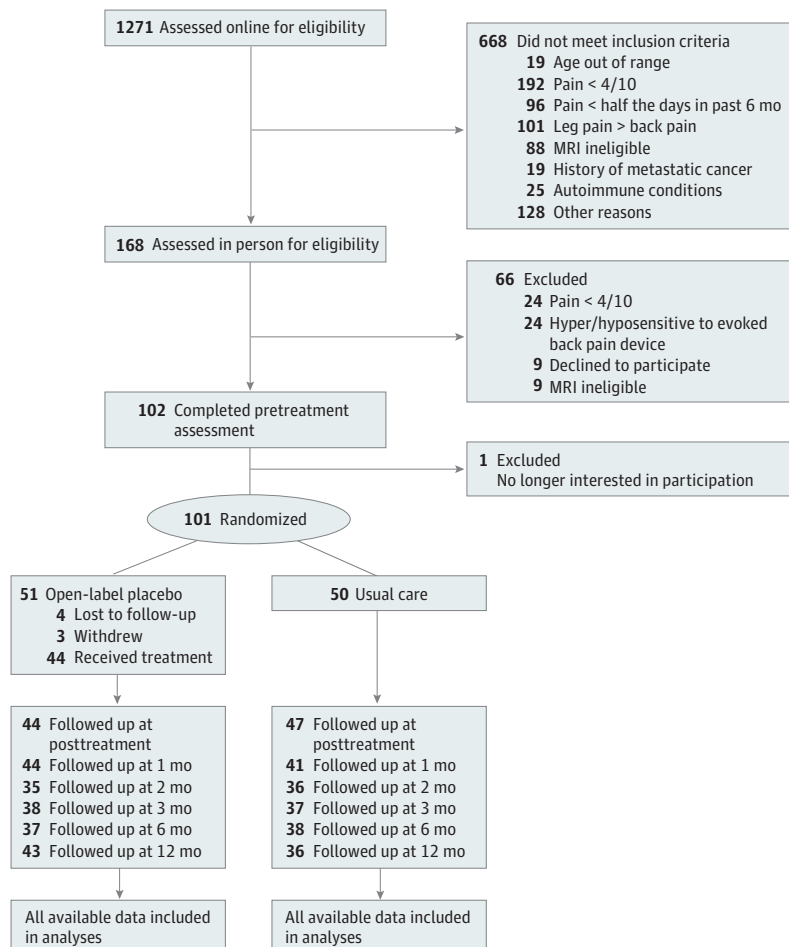 1271 Assessed online for eligibility
668 Did not meet inclusion criteria
19 Age out of range
192 Pain < 4/10
96 Pain < half the days in past 6 mo
101 Leg pain > back pain
88 MRI ineligible
19 History of metastatic cancer
25 Autoimmune conditions
128 Other reasons
168 Assessed in person for eligibility
66 Excluded
24 Pain < 4/10
24 Hyper/hyposensitive to evoked
back pain device
9 Declined to participate
9 MRI ineligible
102 Completed pretreatment
assessment
1 Excluded
No longer interested in participation
101 Randomized
51 Open-label placebo
4 Lost to follow-up
3 Withdrew
44 Received treatment
50 Usual care
44 Followed up at
posttreatment
44 Followed up at 1 mo
35 Followed up at 2 mo
38 Followed up at 3 mo
37 Followed up at 6 mo
43 Followed up at 12 mo
47 Followed up at
posttreatment
41 Followed up at 1 mo
36 Followed up at 2 mo
37 Followed up at 3 mo
38 Followed up at 6 mo
36 Followed up at 12 mo
All available data included
in analyses
All available data included
in analyses